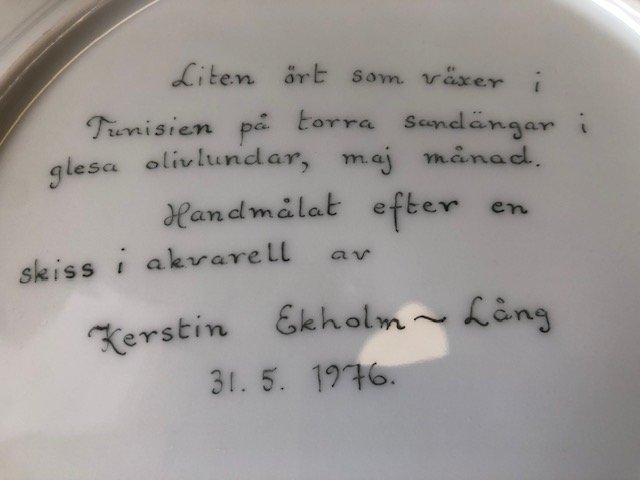 Liten ört som växer i
Tunisien på torra sandängar i
glesa olivlundar, maj månad.
Handmålat efter en
skiss i akvarell av
Kerstin Ekholm ~ Lång
31. 5. 1976.